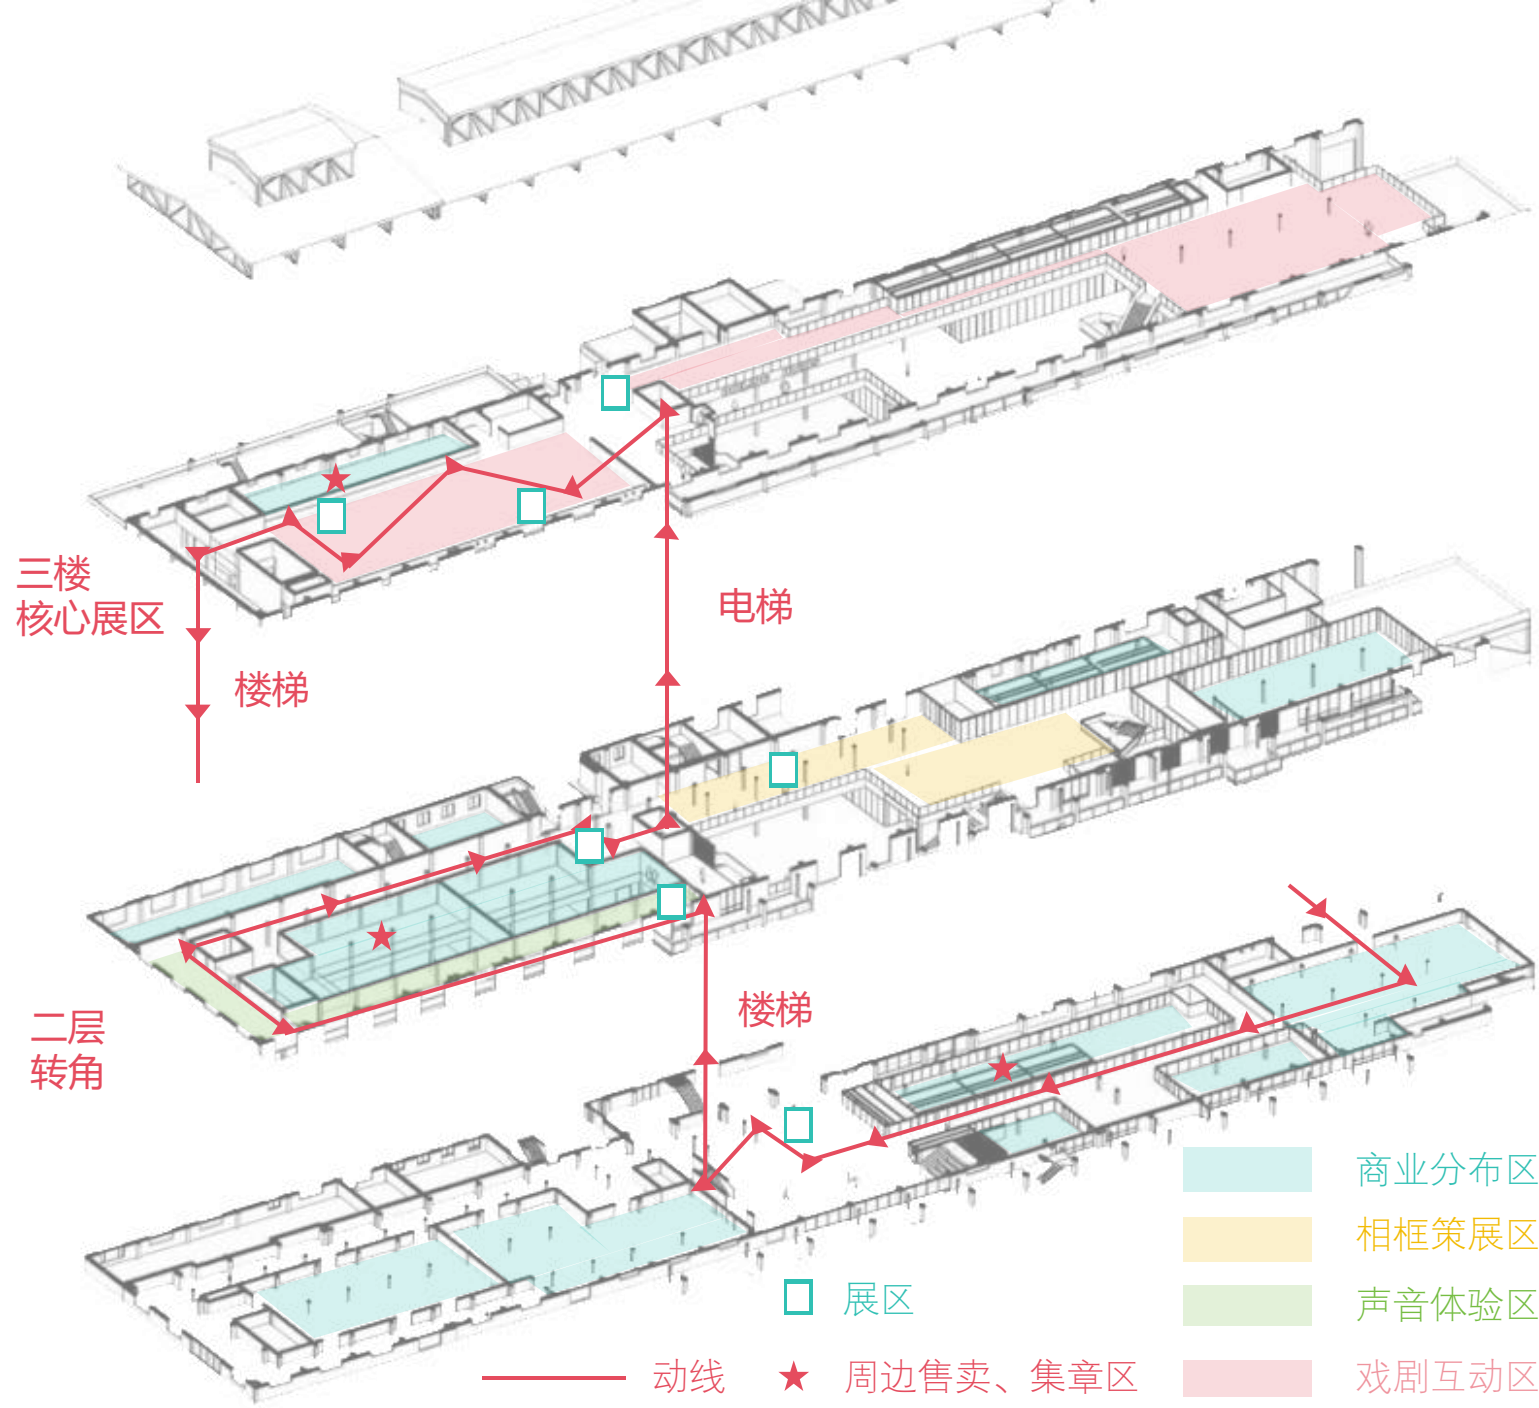 三楼
核心展区
电梯
楼梯
二层
转角
楼梯
商业分布区
相框策展区
展区
声音体验区
动线
周边售卖、集章区
戏剧互动区